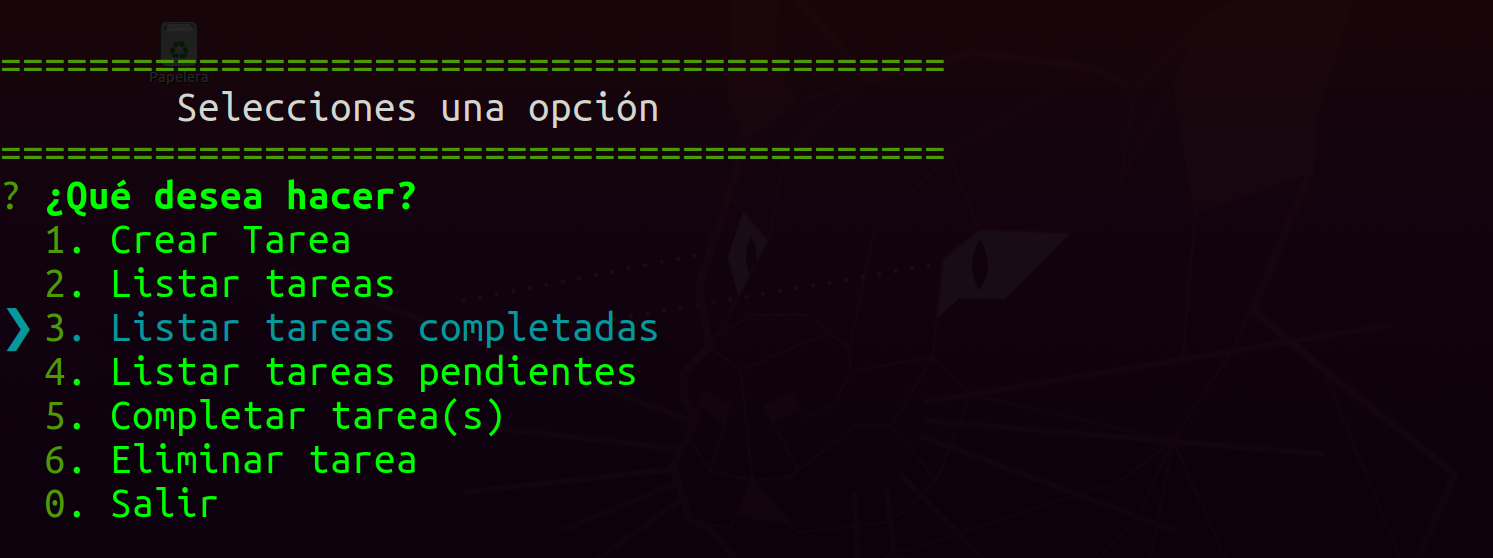 ===========================================
Papelera
Selecciones una opción
===========================================
? ¿Qué desea hacer?
1. Crear Tarea
2. Listar tareas
❯ 3. Listar tareas completadas
4. Listar tareas pendientes
5. Completar tarea(s)
6. Eliminar tarea
0. Salir